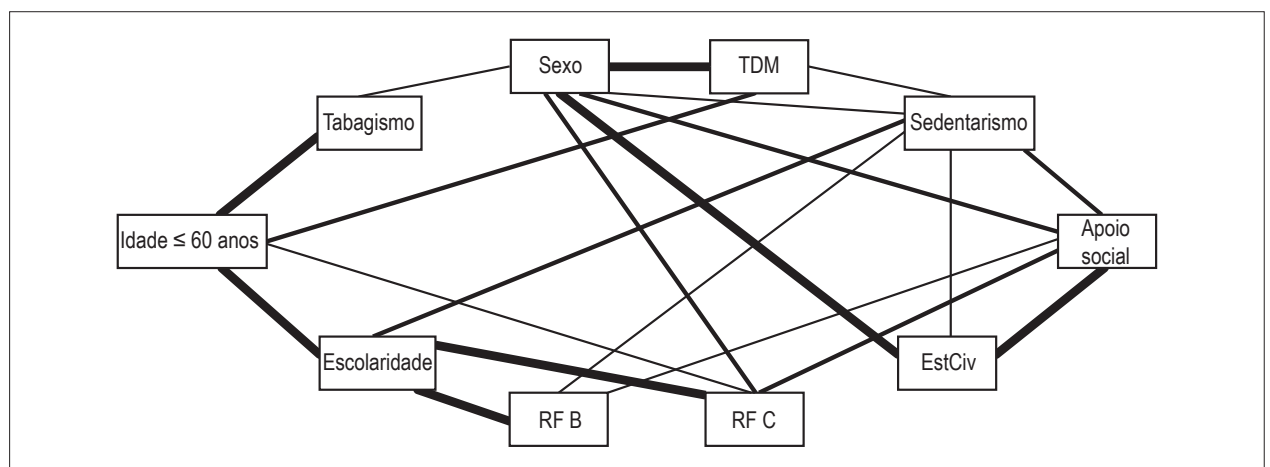 Sexo
TDM
Tabagismo
Sedentarismo
Idade ≤ 60 anos
Apoio
social
Escolaridade
EstCiv
RF B
RF C